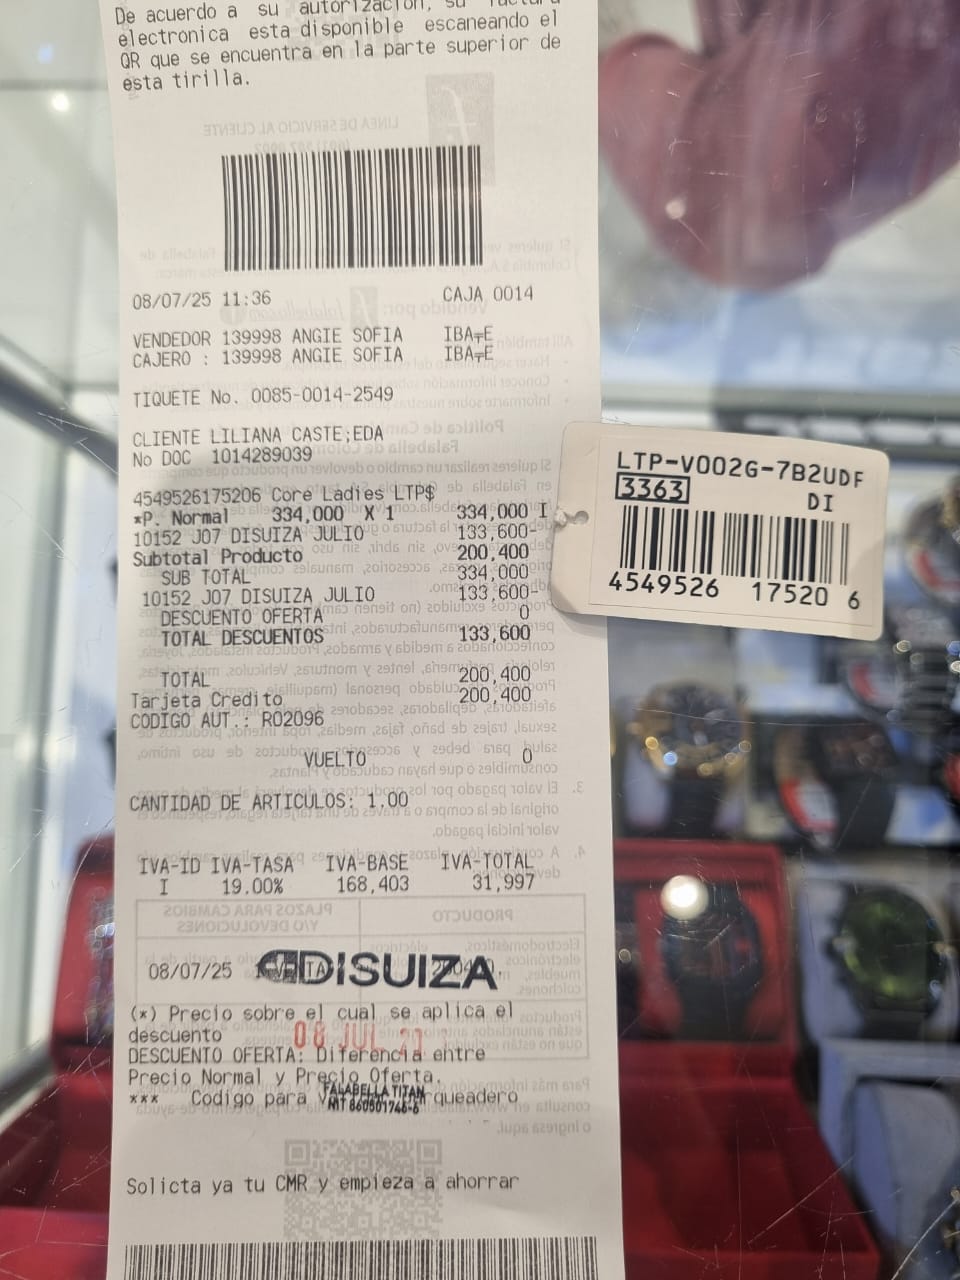 De acuerdo a su autorizacion, su factura
electronica esta disponible escaneando el
QR que se encuentra en la parte superior de
esta tirilla.
08/07/25 11:36 CAJA 0014
VENDEDOR 139998 ANGIE SOFIA IBA┬E
CAJERO : 139998 ANGIE SOFIA IBA┬E
TIQUETE No. 0085-0014-2549
CLIENTE LILIANA CASTE;EDA
No DOC 1014289039
4549526175206 Core Ladies LTP$
*P. Normal 334,000 X 1 334,000 I
10152 J07 DISUIZA JULIO 133,600-
Subtotal Producto 200,400
SUB TOTAL 334,000
10152 J07 DISUIZA JULIO 133,600-
DESCUENTO OFERTA 0
TOTAL DESCUENTOS 133,600
TOTAL 200,400
Tarjeta Credito 200,400
CODIGO AUT.: R02096
VUELTO 0
CANTIDAD DE ARTICULOS: 1.00
IVA-ID IVA-TASA IVA-BASE IVA-TOTAL
I 19.00% 168,403 31,997
08/07/25
DISUIZA
(*) Precio sobre el cual se aplica el
descuento
08 JUL
DESCUENTO OFERTA: Diferencia entre
Precio Normal y Precio Oferta.
FALABELLA TITAN
*** Codigo para
NIT 860501746-6
Solicta ya tu CMR y empieza a ahorrar
LTP-V002G-7B2UDF
3363 DI
4549526 17520 6